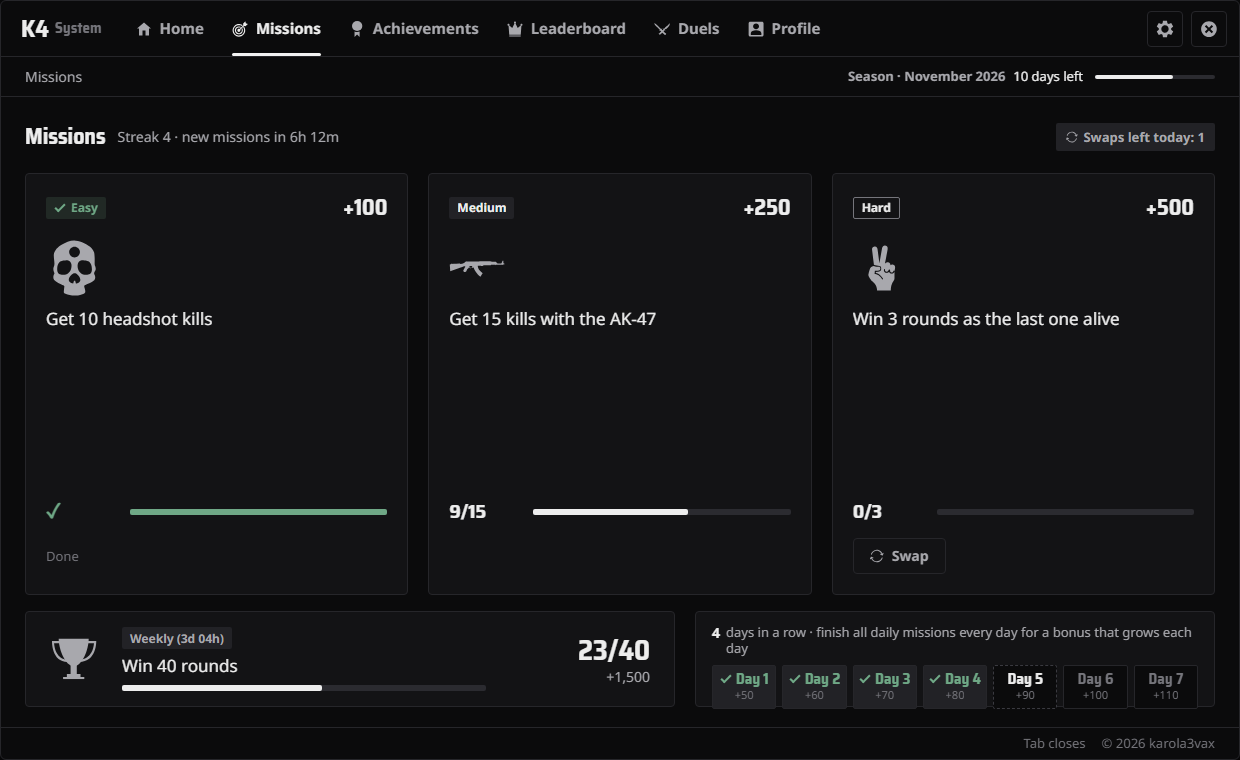 K4 System Home Missions Achievements Leaderboard Duels Profile
Missions Season · November 2026 10 days left
Missions Streak 4 · new missions in 6h 12m Swaps left today: 1
Easy +100 Medium +250 Hard +500
Get 10 headshot kills Get 15 kills with the AK-47 Win 3 rounds as the last one alive
9/15 0/3
Done Swap
Weekly (3d 04h)
Win 40 rounds
23/40
+1,500
4 days in a row · finish all daily missions every day for a bonus that grows each
day
Day 1 Day 2 Day 3 Day 4 Day 5 Day 6 Day 7
+50 +60 +70 +80 +90 +100 +110
Tab closes © 2026 karola3vax